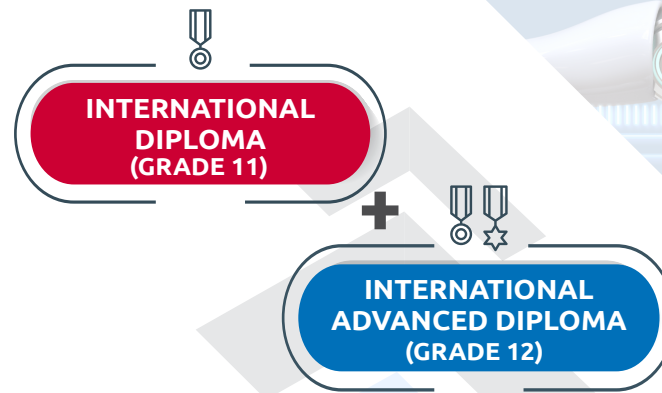 INTERNATIONAL
DIPLOMA
(GRADE 11)
+
INTERNATIONAL
ADVANCED DIPLOMA
(GRADE 12)